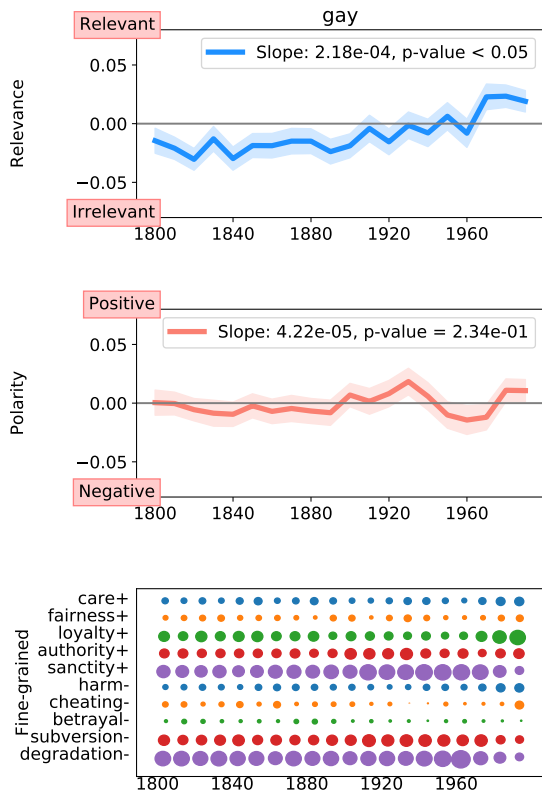 gay
Relevant
Slope: 2.18e-04, p-value < 0.05
0.05
0.00
−0.05
Relevance
Irrelevant
1800 1840 1880 1920 1960
Positive
Slope: 4.22e-05, p-value = 2.34e-01
0.05
0.00
−0.05
Polarity
Negative
1800 1840 1880 1920 1960
Fine-grained
care+
fairness+
loyalty+
authority+
sanctity+
harm-
cheating-
betrayal-
subversion-
degradation-
1800 1840 1880 1920 1960